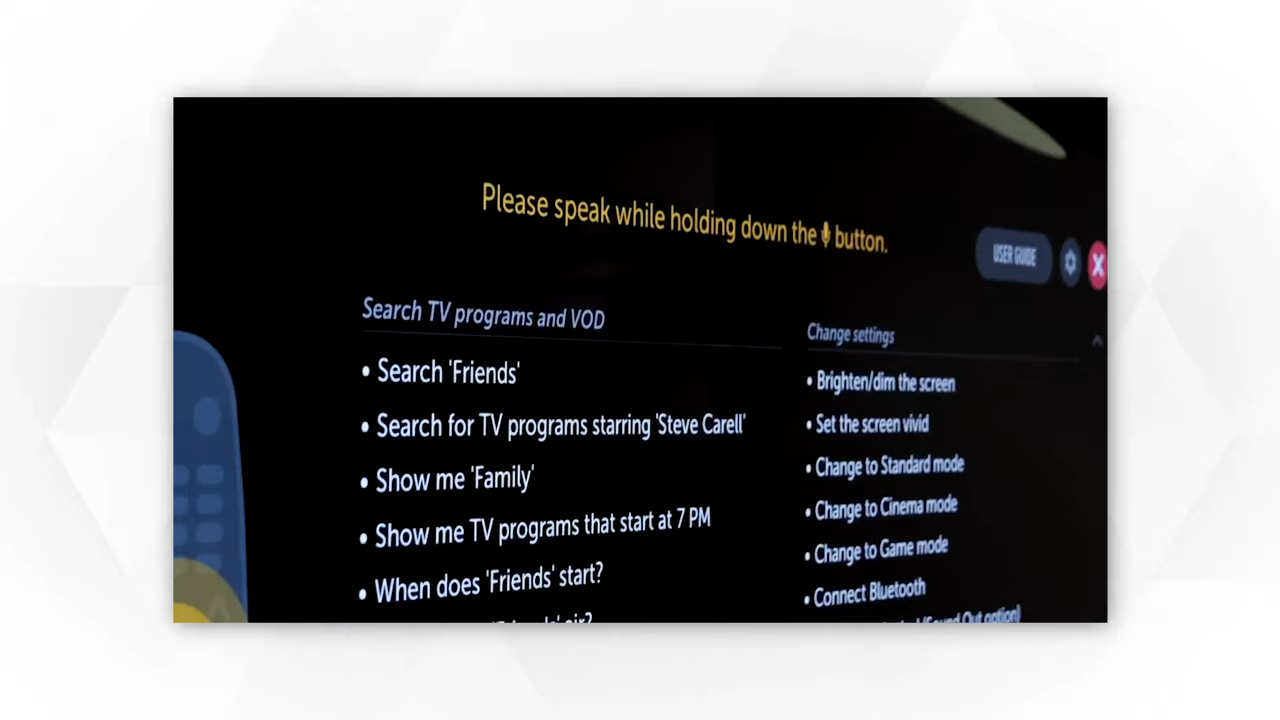 Please speak while holding down the button.
USER GUIDE
Search TV programs and VOD
• Search 'Friends'
• Search for TV programs starring 'Steve Carell'
• Show me 'Family'
• Show me TV programs that start at 7 PM
• When does 'Friends' start?
Change settings
• Brighten/dim the screen
• Set the screen vivid
• Change to Standard mode
• Change to Cinema mode
• Change to Game mode
• Connect Bluetooth
(Sound Out option)